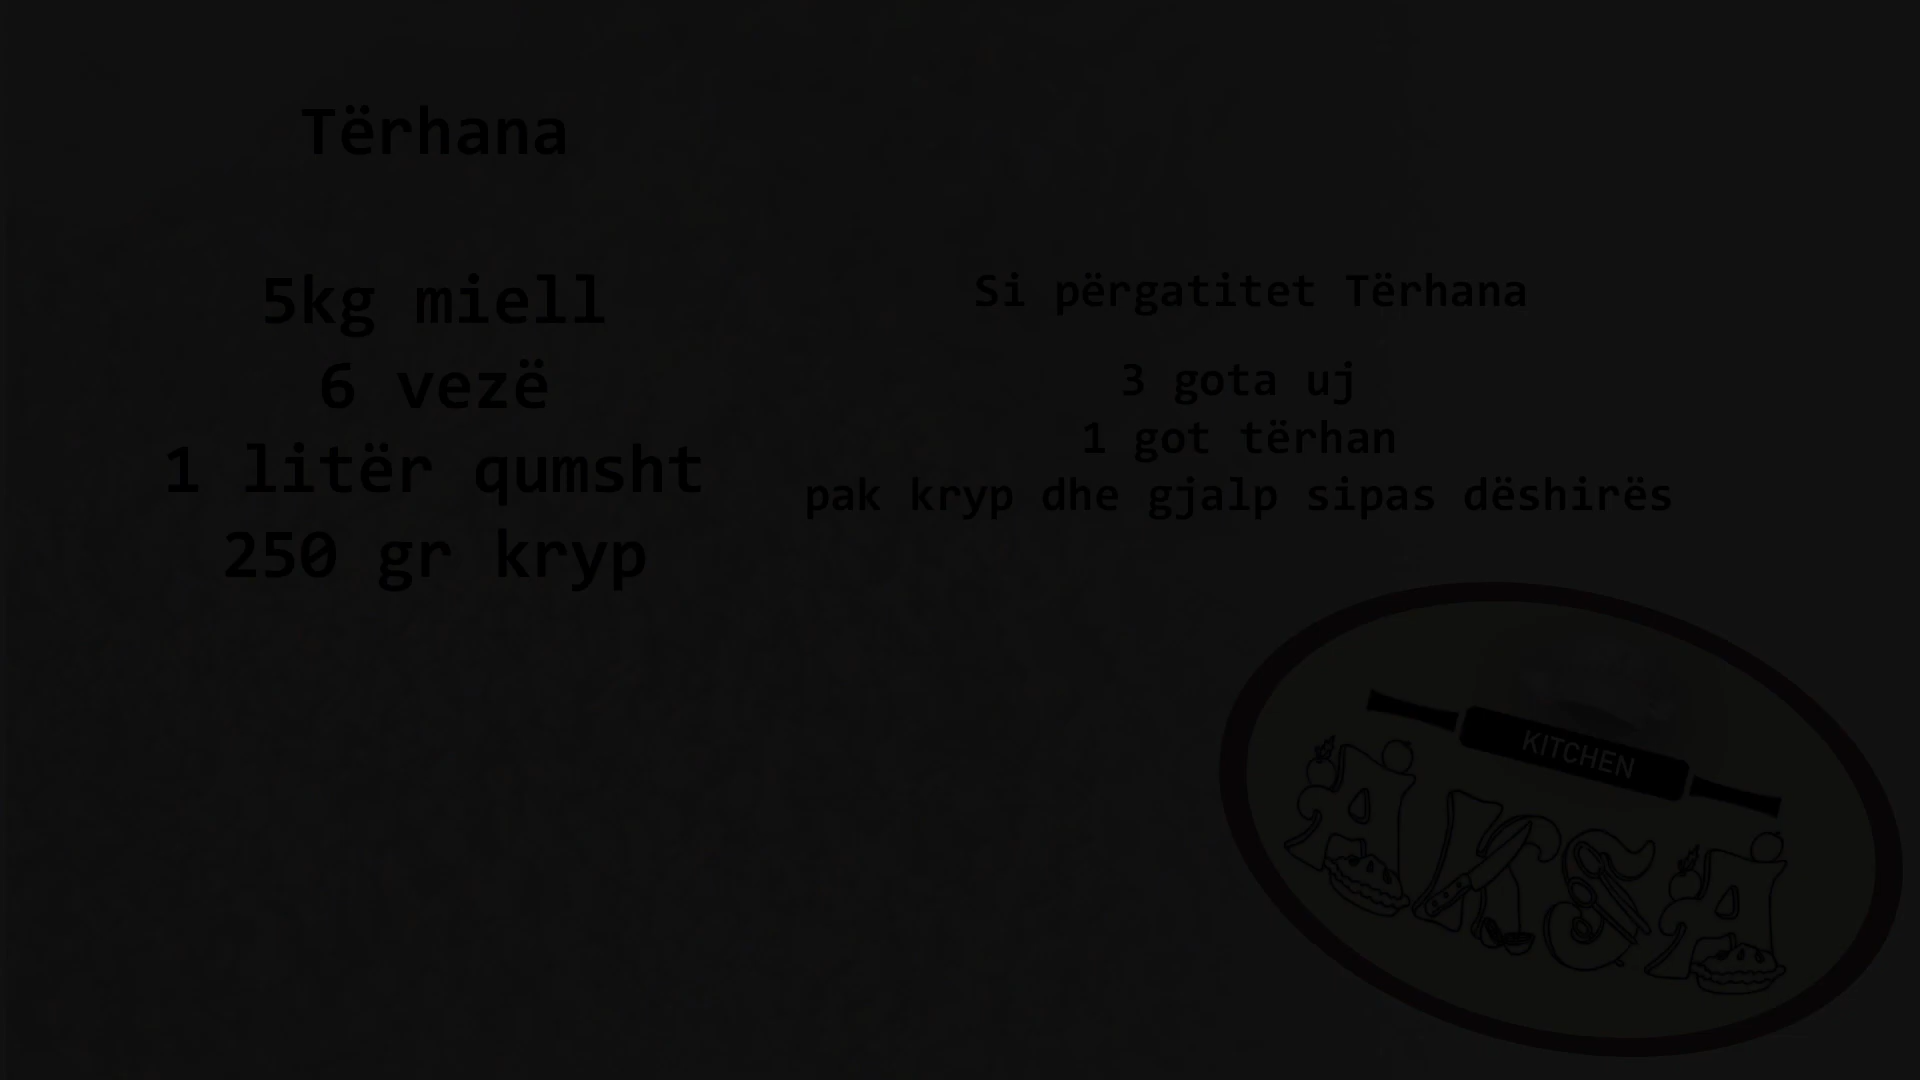 Tërhana
5kg miell
6 vezë
1 litër qumsht
250 gr kryp
Si përgatitet Tërhana
3 gota uj
1 got tërhan
pak kryp dhe gjalp sipas dëshirës
KITCHEN
AKSA